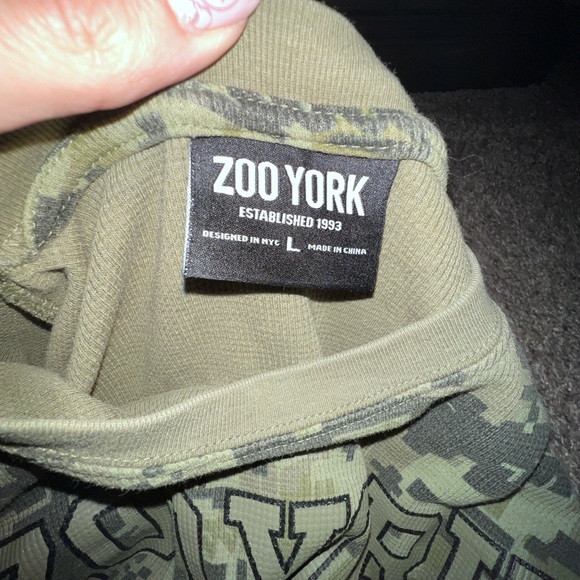 ZOO YORK
ESTABLISHED 1993
DESIGNED IN NYC L MADE IN CHINA